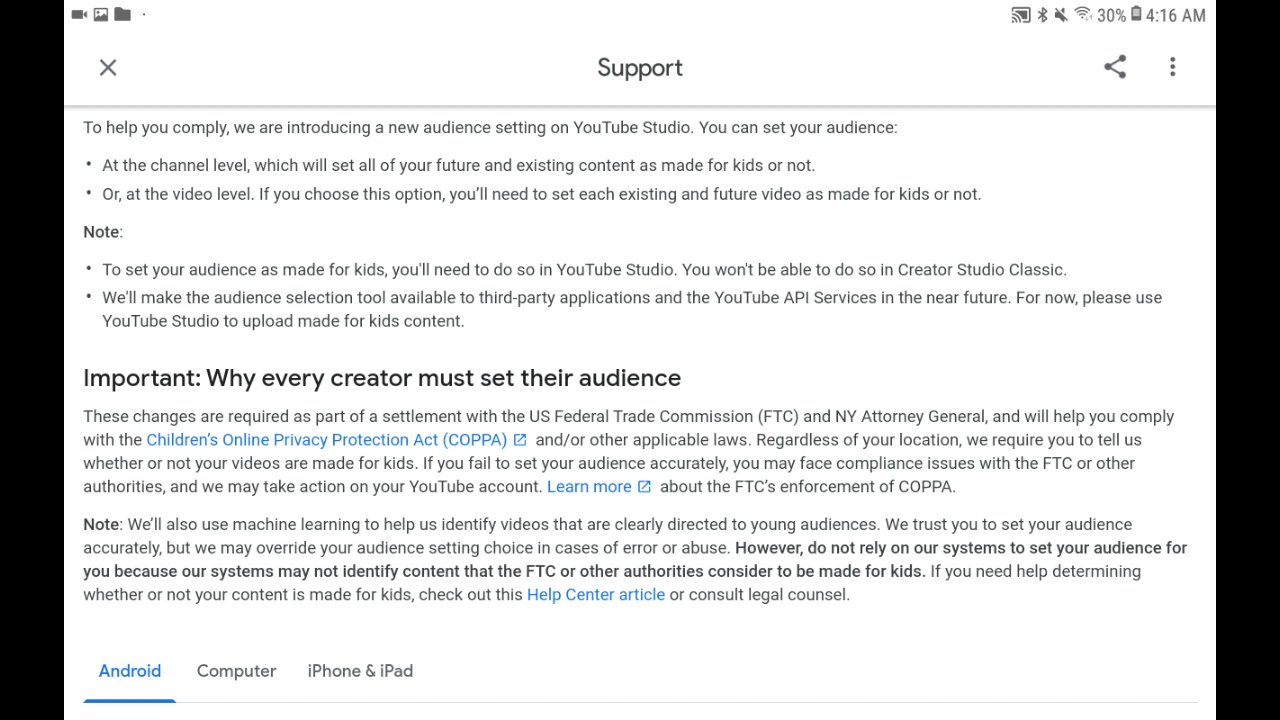 30% 4:16 AM
Support
To help you comply, we are introducing a new audience setting on YouTube Studio. You can set your audience:
• At the channel level, which will set all of your future and existing content as made for kids or not.
• Or, at the video level. If you choose this option, you’ll need to set each existing and future video as made for kids or not.
Note:
• To set your audience as made for kids, you'll need to do so in YouTube Studio. You won't be able to do so in Creator Studio Classic.
• We'll make the audience selection tool available to third-party applications and the YouTube API Services in the near future. For now, please use
YouTube Studio to upload made for kids content.
Important: Why every creator must set their audience
These changes are required as part of a settlement with the US Federal Trade Commission (FTC) and NY Attorney General, and will help you comply
with the Children’s Online Privacy Protection Act (COPPA) and/or other applicable laws. Regardless of your location, we require you to tell us
whether or not your videos are made for kids. If you fail to set your audience accurately, you may face compliance issues with the FTC or other
authorities, and we may take action on your YouTube account. Learn more about the FTC’s enforcement of COPPA.
Note: We’ll also use machine learning to help us identify videos that are clearly directed to young audiences. We trust you to set your audience
accurately, but we may override your audience setting choice in cases of error or abuse. However, do not rely on our systems to set your audience for
you because our systems may not identify content that the FTC or other authorities consider to be made for kids. If you need help determining
whether or not your content is made for kids, check out this Help Center article or consult legal counsel.
Android Computer iPhone & iPad